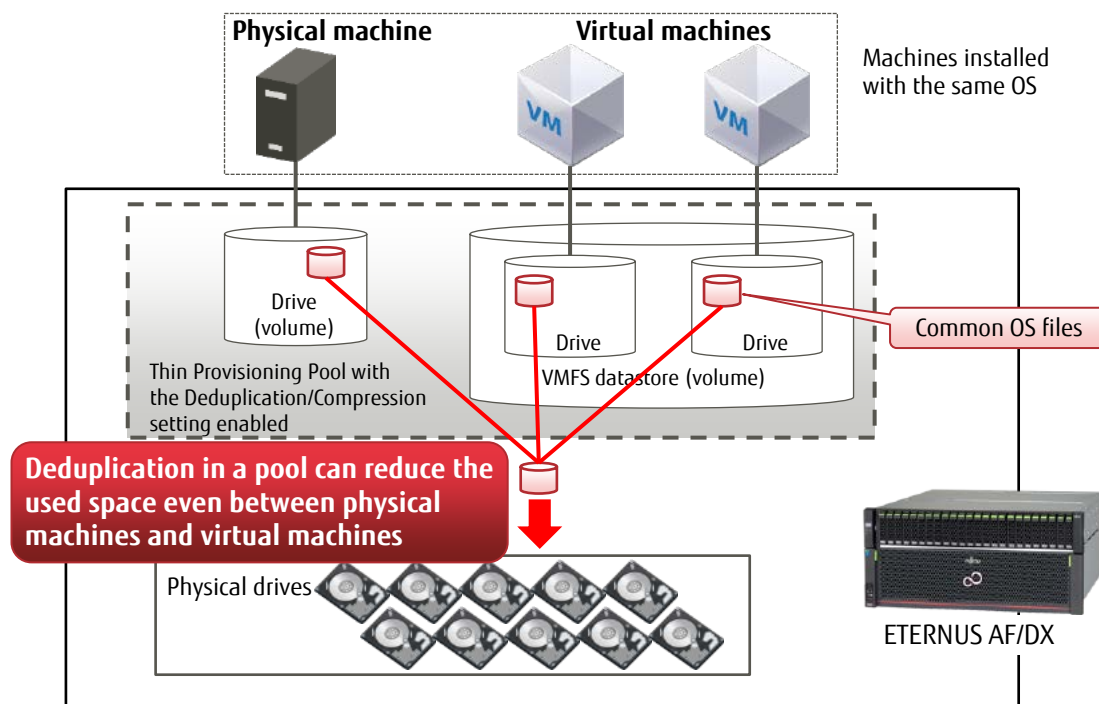 Physical machine
Virtual machines
Machines installed
with the same OS
VM
VM
Drive
(volume)
Drive
Drive
Common OS files
VMFS datastore (volume)
Thin Provisioning Pool with
the Deduplication/Compression
setting enabled
Deduplication in a pool can reduce the
used space even between physical
machines and virtual machines
Physical drives
FUJITSU
ETERNUS AF/DX